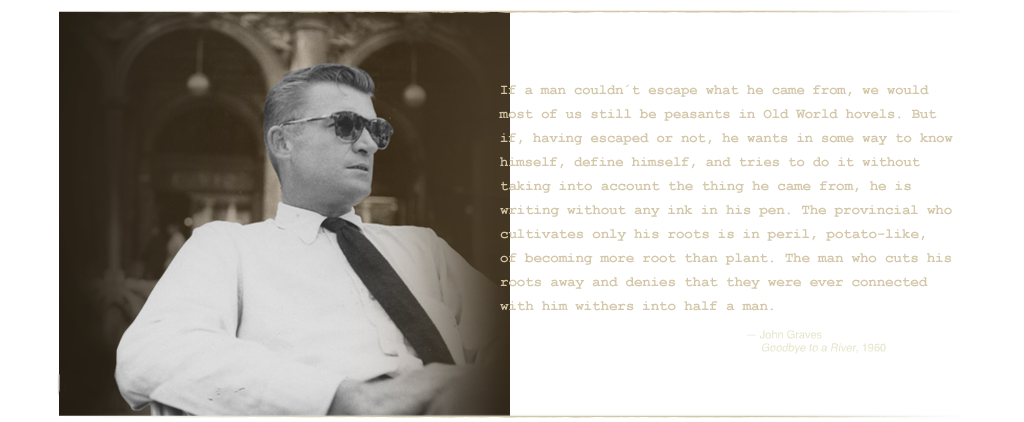 If a man couldn´t escape what he came from, we would
most of us still be peasants in Old World hovels. But
if, having escaped or not, he wants in some way to know
himself, define himself, and tries to do it without
taking into account the thing he came from, he is
writing without any ink in his pen. The provincial who
cultivates only his roots is in peril, potato-like,
of becoming more root than plant. The man who cuts his
roots away and denies that they were ever connected
with him withers into half a man.
— John Graves
Goodbye to a River. 1960